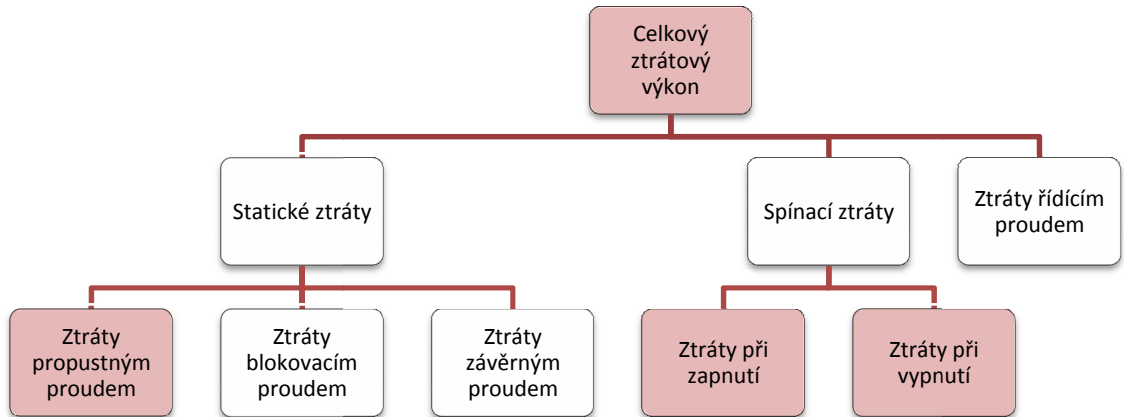 Celkový
ztrátový
výkon
Statické ztráty
Spínací ztráty
Ztráty řídícím
proudem
Ztráty
propustným
proudem
Ztráty
blokovacím
proudem
Ztráty
závěrným
proudem
Ztráty při
zapnutí
Ztráty při
vypnutí